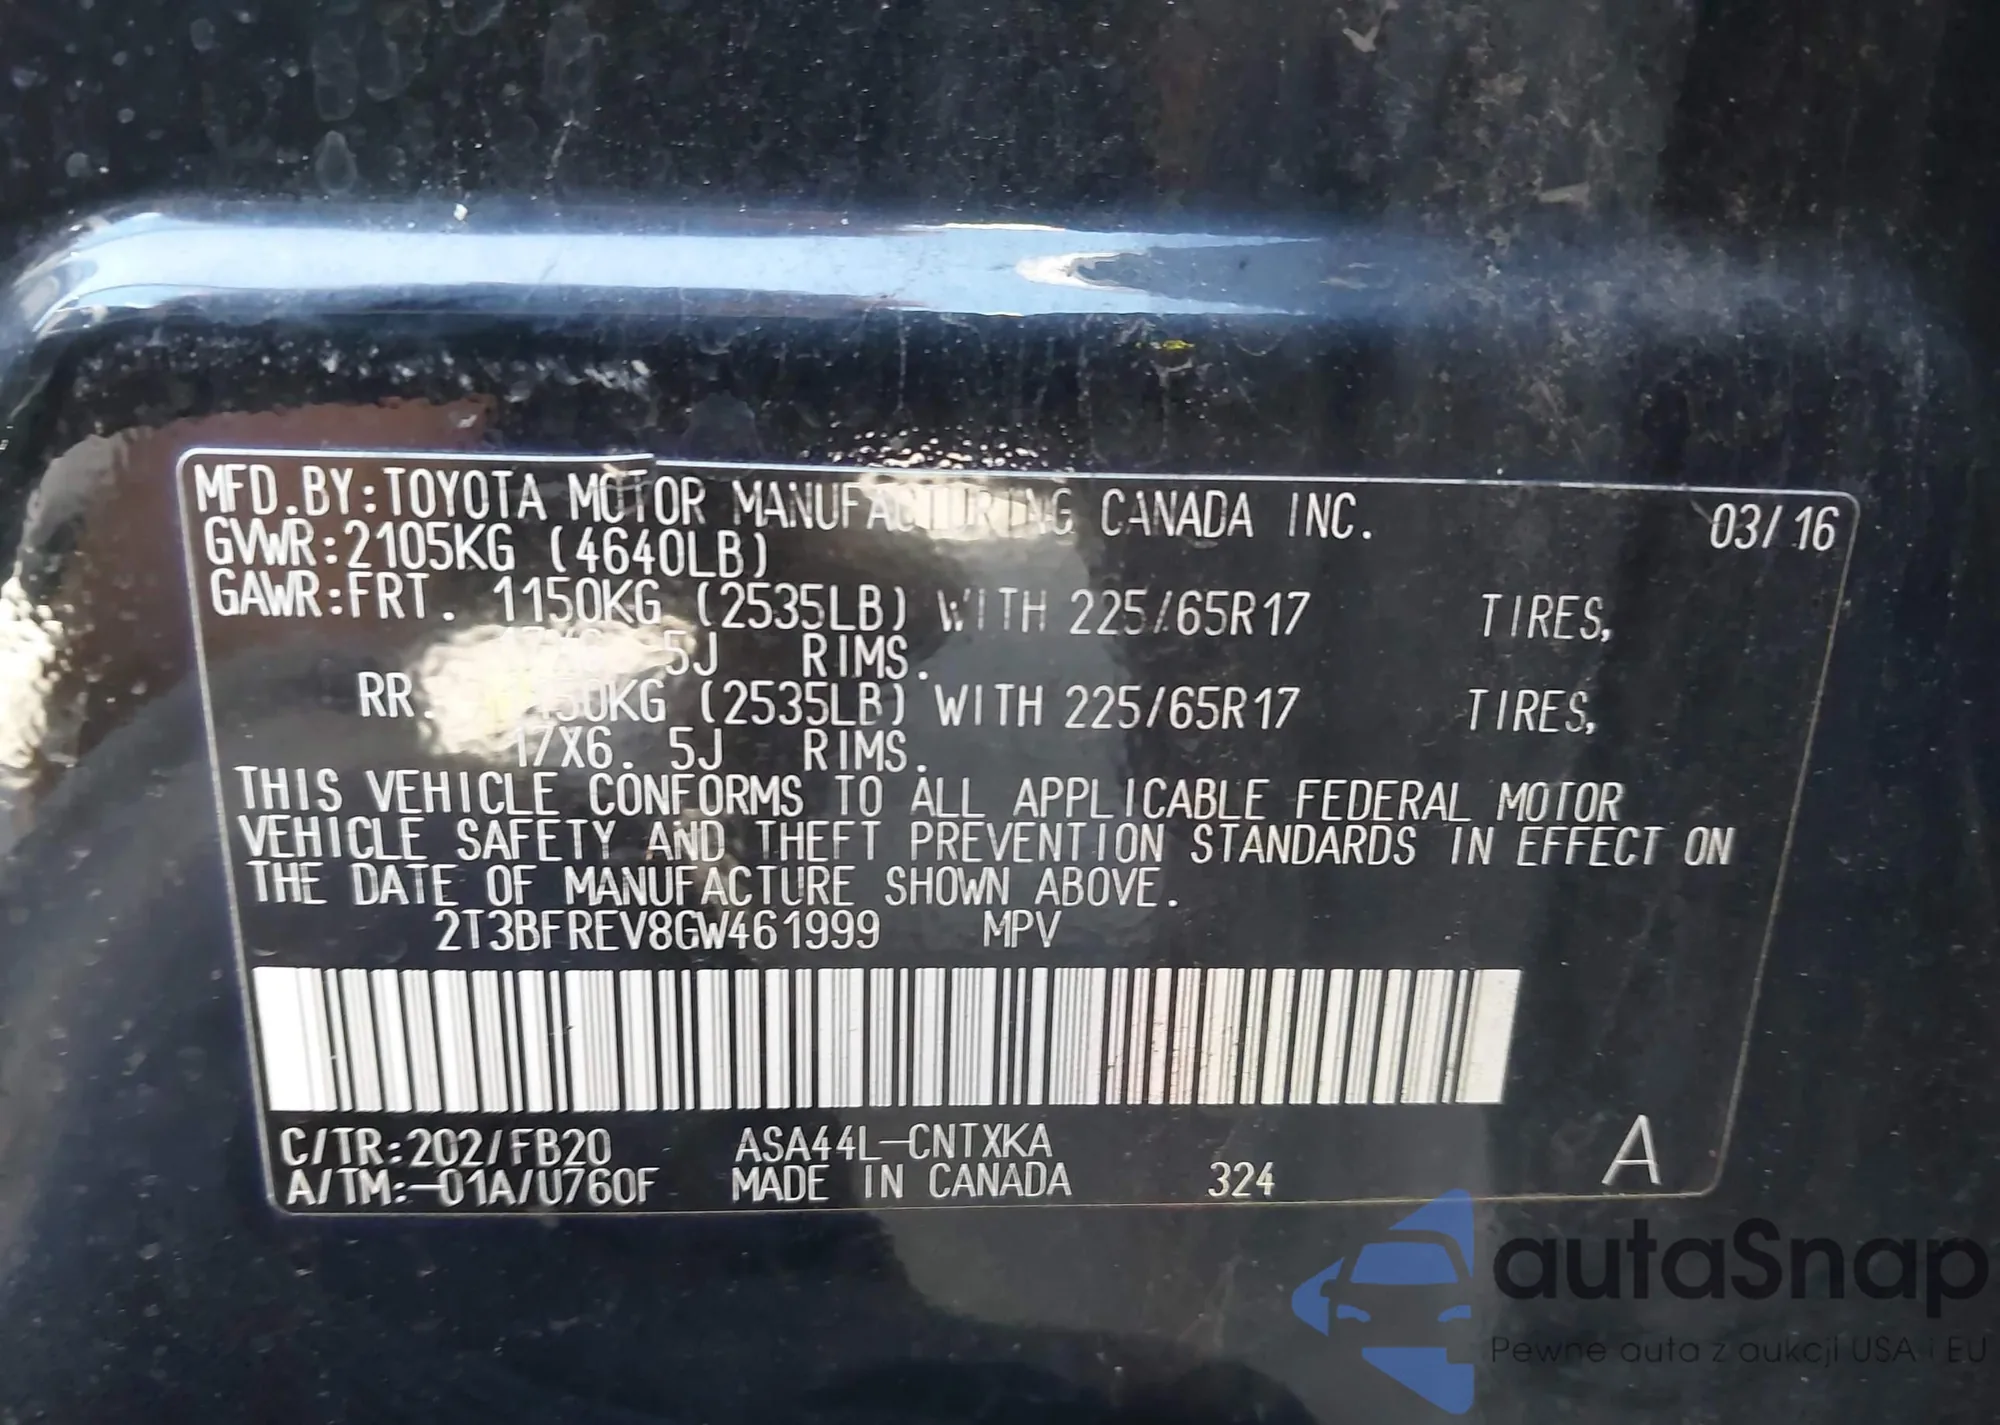 MFD.BY:TOYOTA MOTOR MANUFACTURING CANADA INC. 03/16
GVWR:2105KG (4640LB)
GAWR:FRT. 1150KG (2535LB) WITH 225/65R17 TIRES,
17X6.5J RIMS.
RR. 1150KG (2535LB) WITH 225/65R17 TIRES,
17X6.5J RIMS.
THIS VEHICLE CONFORMS TO ALL APPLICABLE FEDERAL MOTOR
VEHICLE SAFETY AND THEFT PREVENTION STANDARDS IN EFFECT ON
THE DATE OF MANUFACTURE SHOWN ABOVE.
2T3BFREV8GW461999 MPV
C/TR:202/FB20 ASA44L-CNTXKA
A/TM:-01A/U760F MADE IN CANADA 324 A
autaSnap
Pewne auta z aukcji USA i EU